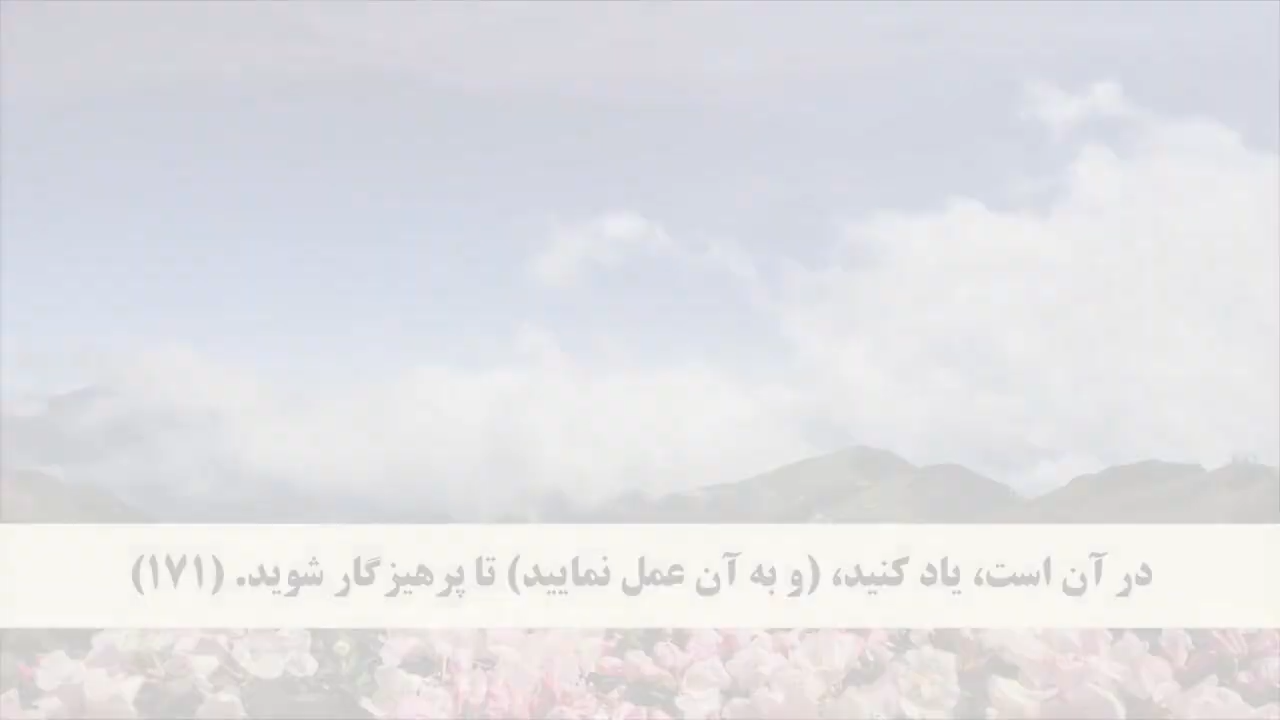 در آن است، یاد کنید، (و به آن عمل نمایید) تا پرهیزگار شوید. (۱۷۱)